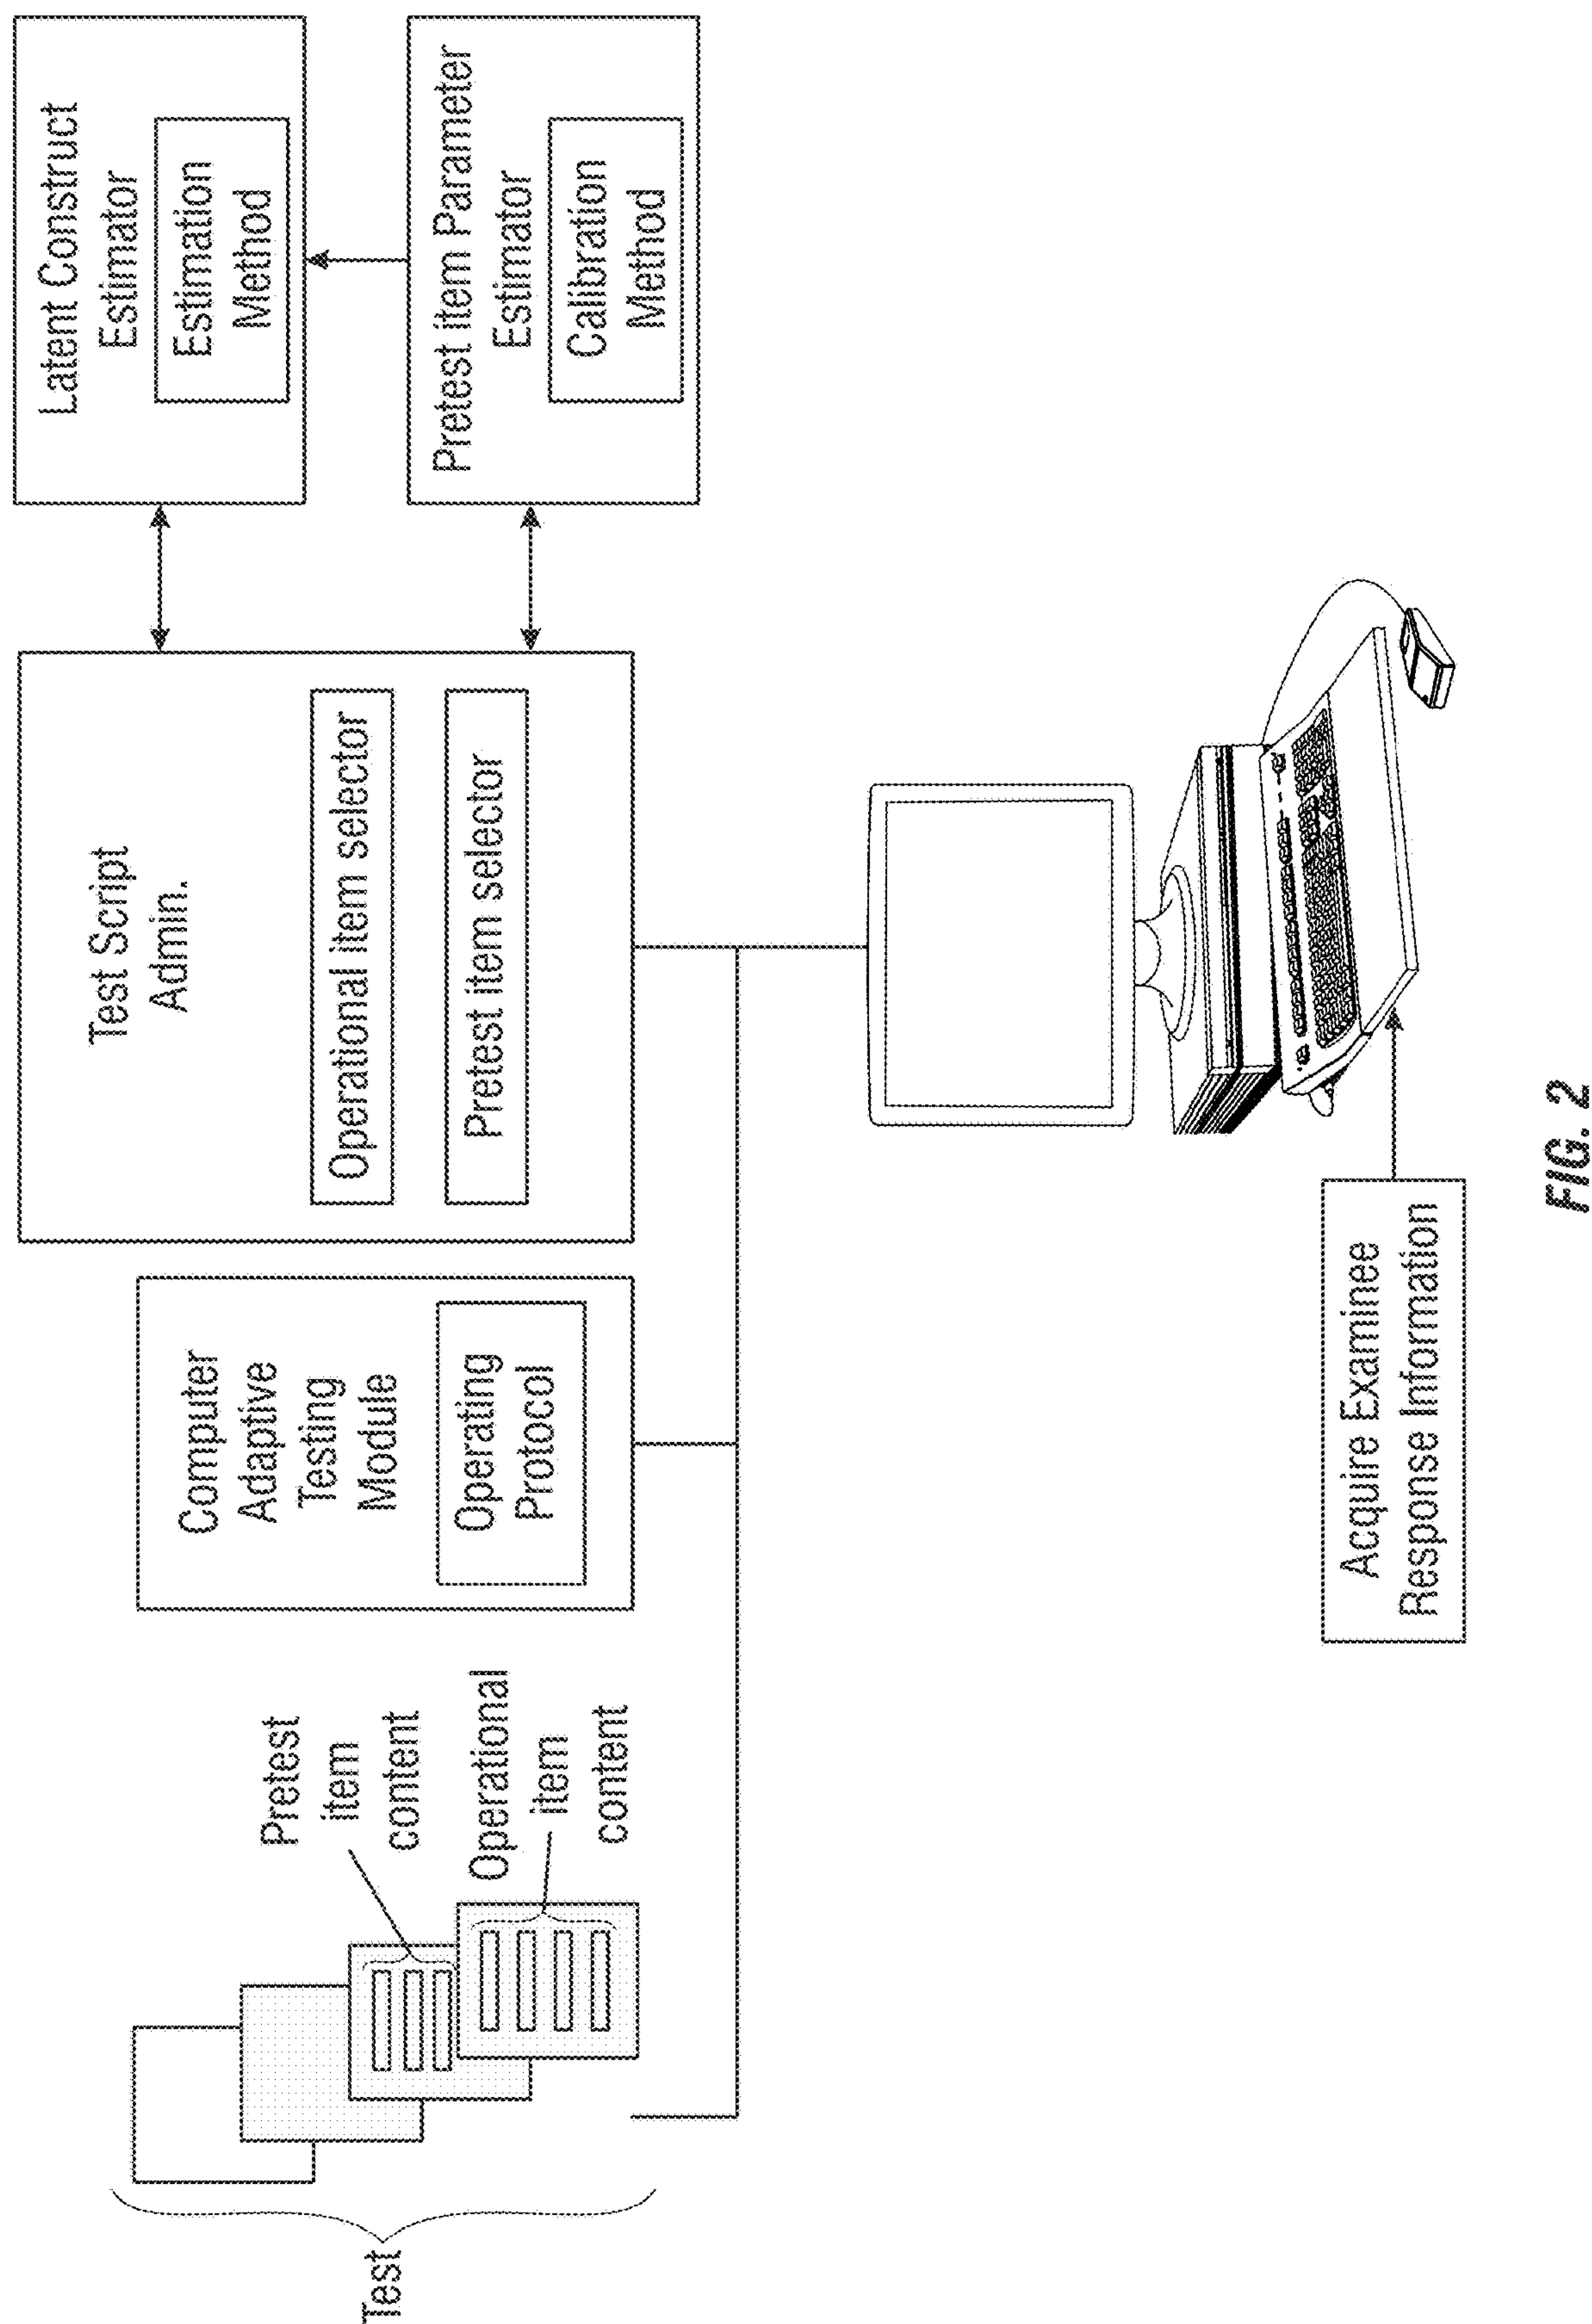 Test
Pretest
item
content
Operational
item
content
Computer
Adaptive
Testing
Module
Operating
Protocol
Test Script
Admin.
Operational item selector
Pretest item selector
Latent Construct
Estimator
Estimation
Method
Pretest item Parameter
Estimator
Calibration
Method
Acquire Examinee
Response Information
FIG. 2